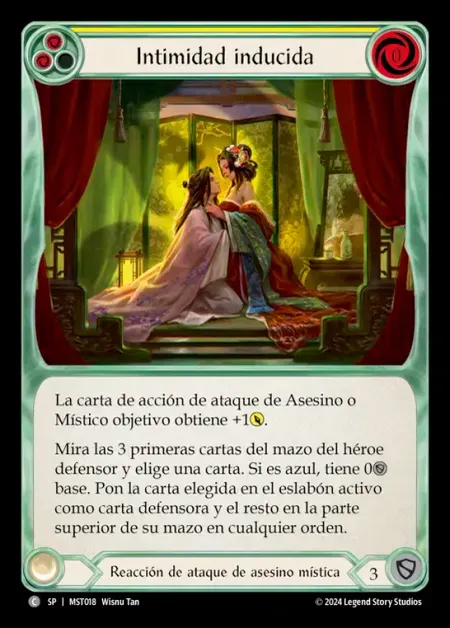 Intimidad inducida
0
La carta de acción de ataque de Asesino o
Místico objetivo obtiene +1.
Mira las 3 primeras cartas del mazo del héroe
defensor y elige una carta. Si es azul, tiene 0
base. Pon la carta elegida en el eslabón activo
como carta defensora y el resto en la parte
superior de su mazo en cualquier orden.
Reacción de ataque de asesino mística
3
C SP | MST018 Wisnu Tan
© 2024 Legend Story Studios